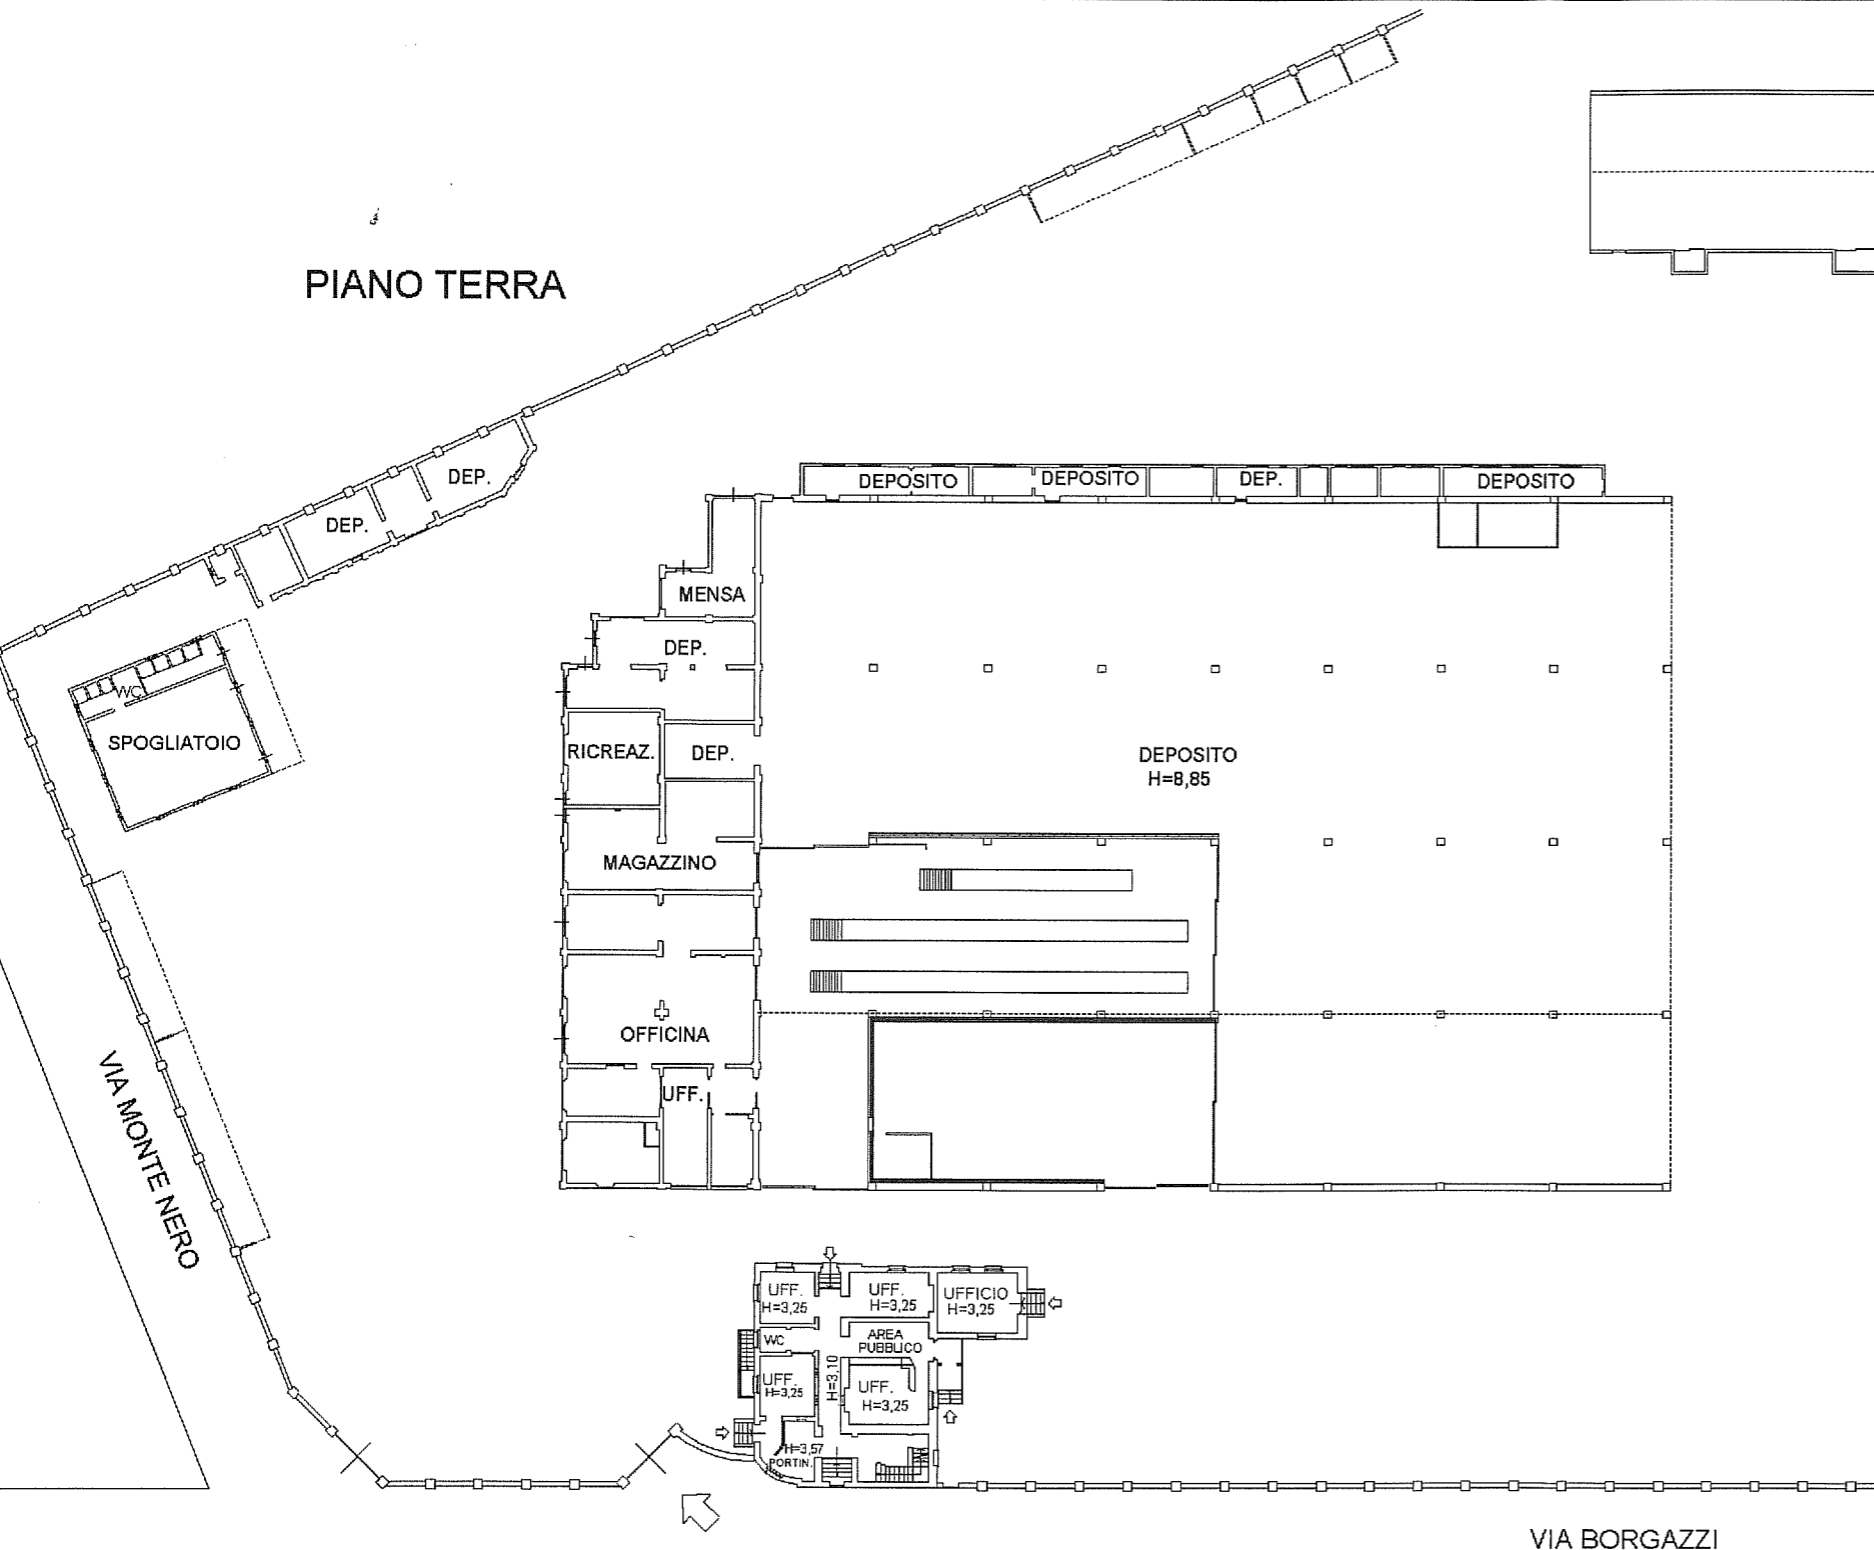 PIANO TERRA
DEP.
DEP.
DEPOSITO
DEPOSITO
DEP.
DEPOSITO
MENSA
DEP.
WC
SPOGLIATOIO
RICREAZ.
DEP.
DEPOSITO
H=8,85
MAGAZZINO
OFFICINA
UFF.
VIA MONTE NERO
UFF.
H=3,25
UFF.
H=3,25
UFFICIO
H=3,25
WC
AREA
PUBBLICO
H=3,10
UFF.
H=3,25
UFF.
H=3,25
H=3,57
PORTIN.
VIA BORGAZZI